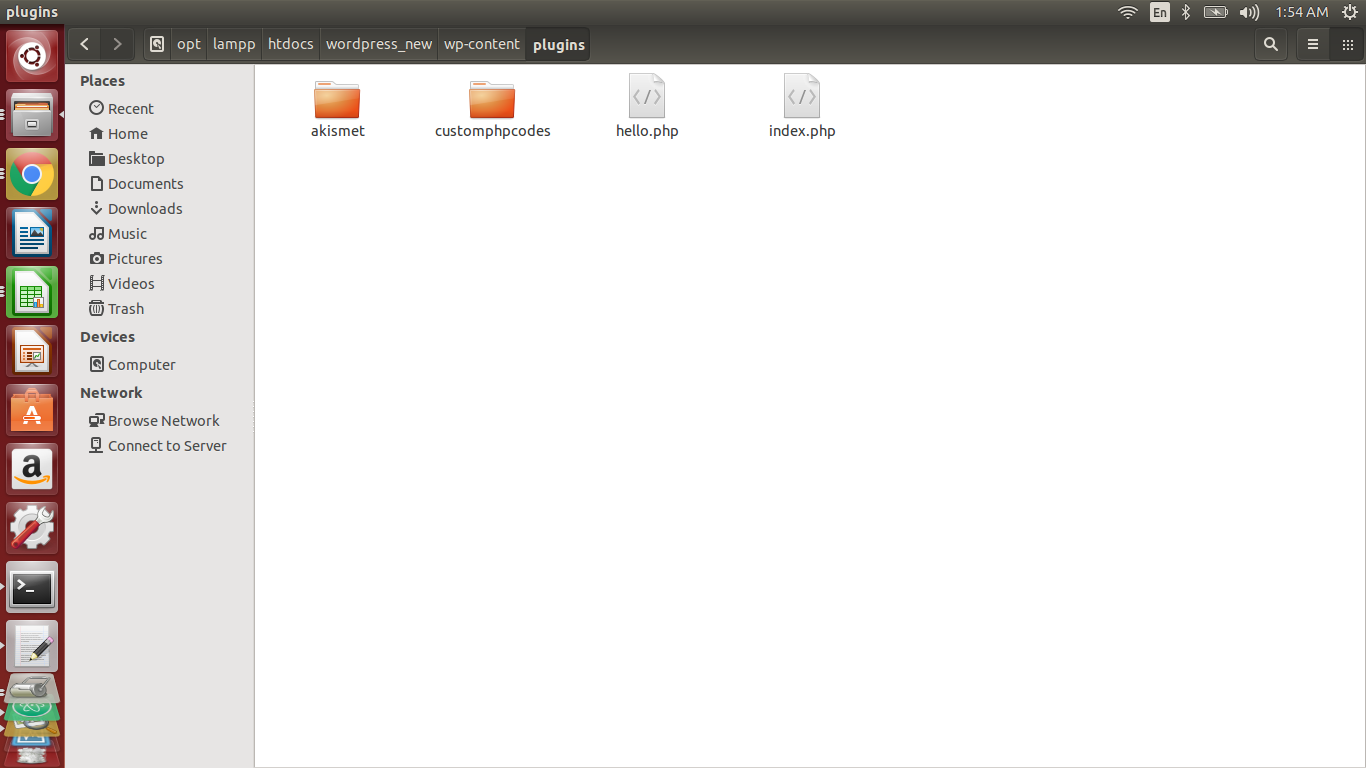 plugins
En
1:54 AM
opt lampp htdocs wordpress_new wp-content plugins
Places
Recent
Home
Desktop
Documents
Downloads
Music
Pictures
Videos
Trash
Devices
Computer
Network
Browse Network
Connect to Server
akismet customphpcodes hello.php index.php